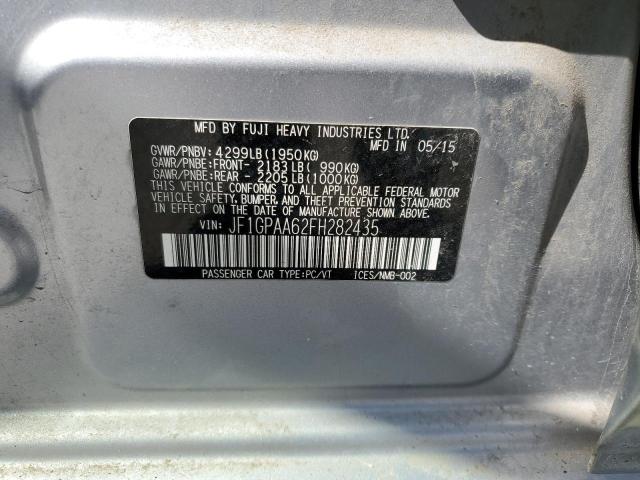 MFD BY FUJI HEAVY INDUSTRIES LTD.
MFD IN 05/15
GVWR/PNBV: 4299LB(1950KG)
GAWR/PNBE:FRONT- 2183LB( 990KG)
GAWR/PNBE:REAR - 2205LB(1000KG)
THIS VEHICLE CONFORMS TO ALL APPLICABLE FEDERAL MOTOR
VEHICLE SAFETY, BUMPER, AND THEFT PREVENTION STANDARDS
IN EFFECT ON THE DATE OF MANUFACTURE SHOWN ABOVE.
VIN: JF1GPAA62FH282435
PASSENGER CAR TYPE:PC/VT ICES/NMB-002